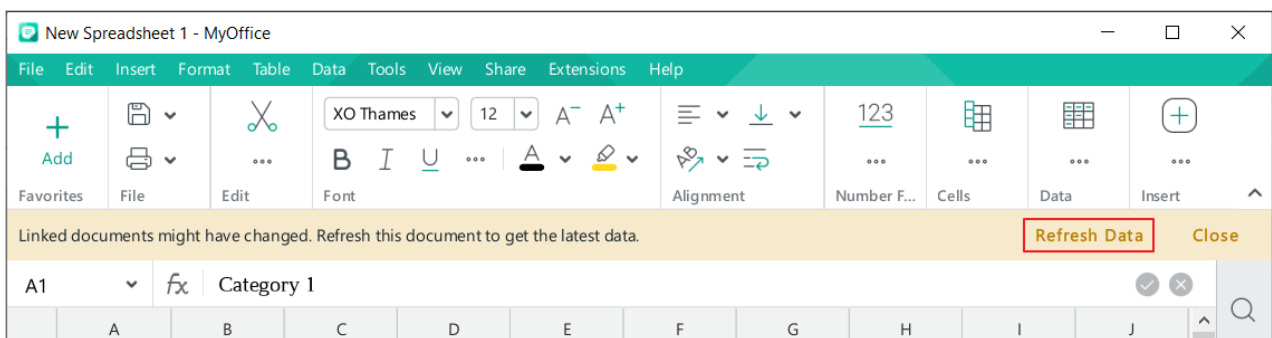 New Spreadsheet 1 - MyOffice
File Edit Insert Format Table Data Tools View Share Extensions Help
XO Thames 12 A⁻ A⁺ 123
Add B I U A AB
Favorites File Edit Font Alignment Number F... Cells Data Insert
Linked documents might have changed. Refresh this document to get the latest data. Refresh Data Close
A1 fx Category 1
A B C D E F G H I J